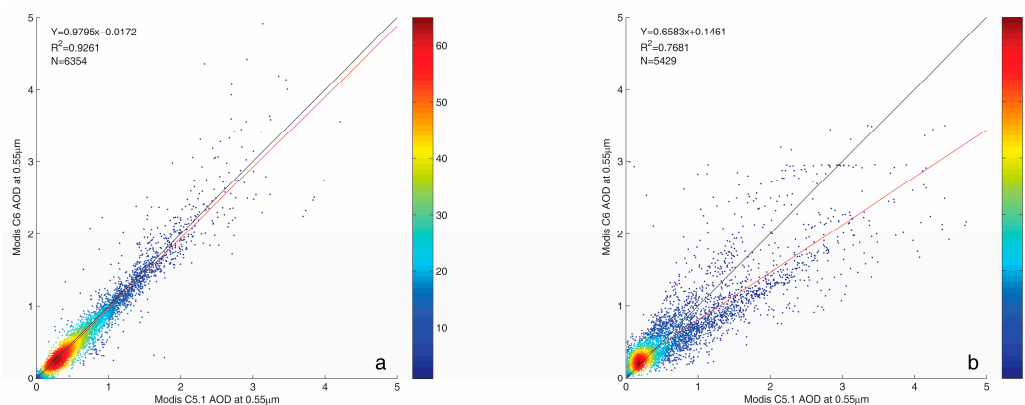 Y=0.9795x-0.0172
R²=0.9261
N=6354
5
4
3
2
1
0
0
1
2
3
4
5
Modis C6 AOD at 0.55μm
Modis C5.1 AOD at 0.55μm
a
60
50
40
30
20
10
Y=0.6583x+0.1461
R²=0.7681
N=5429
5
4
3
2
1
0
0
1
2
3
4
5
Modis C6 AOD at 0.55μm
Modis C5.1 AOD at 0.55μm
b